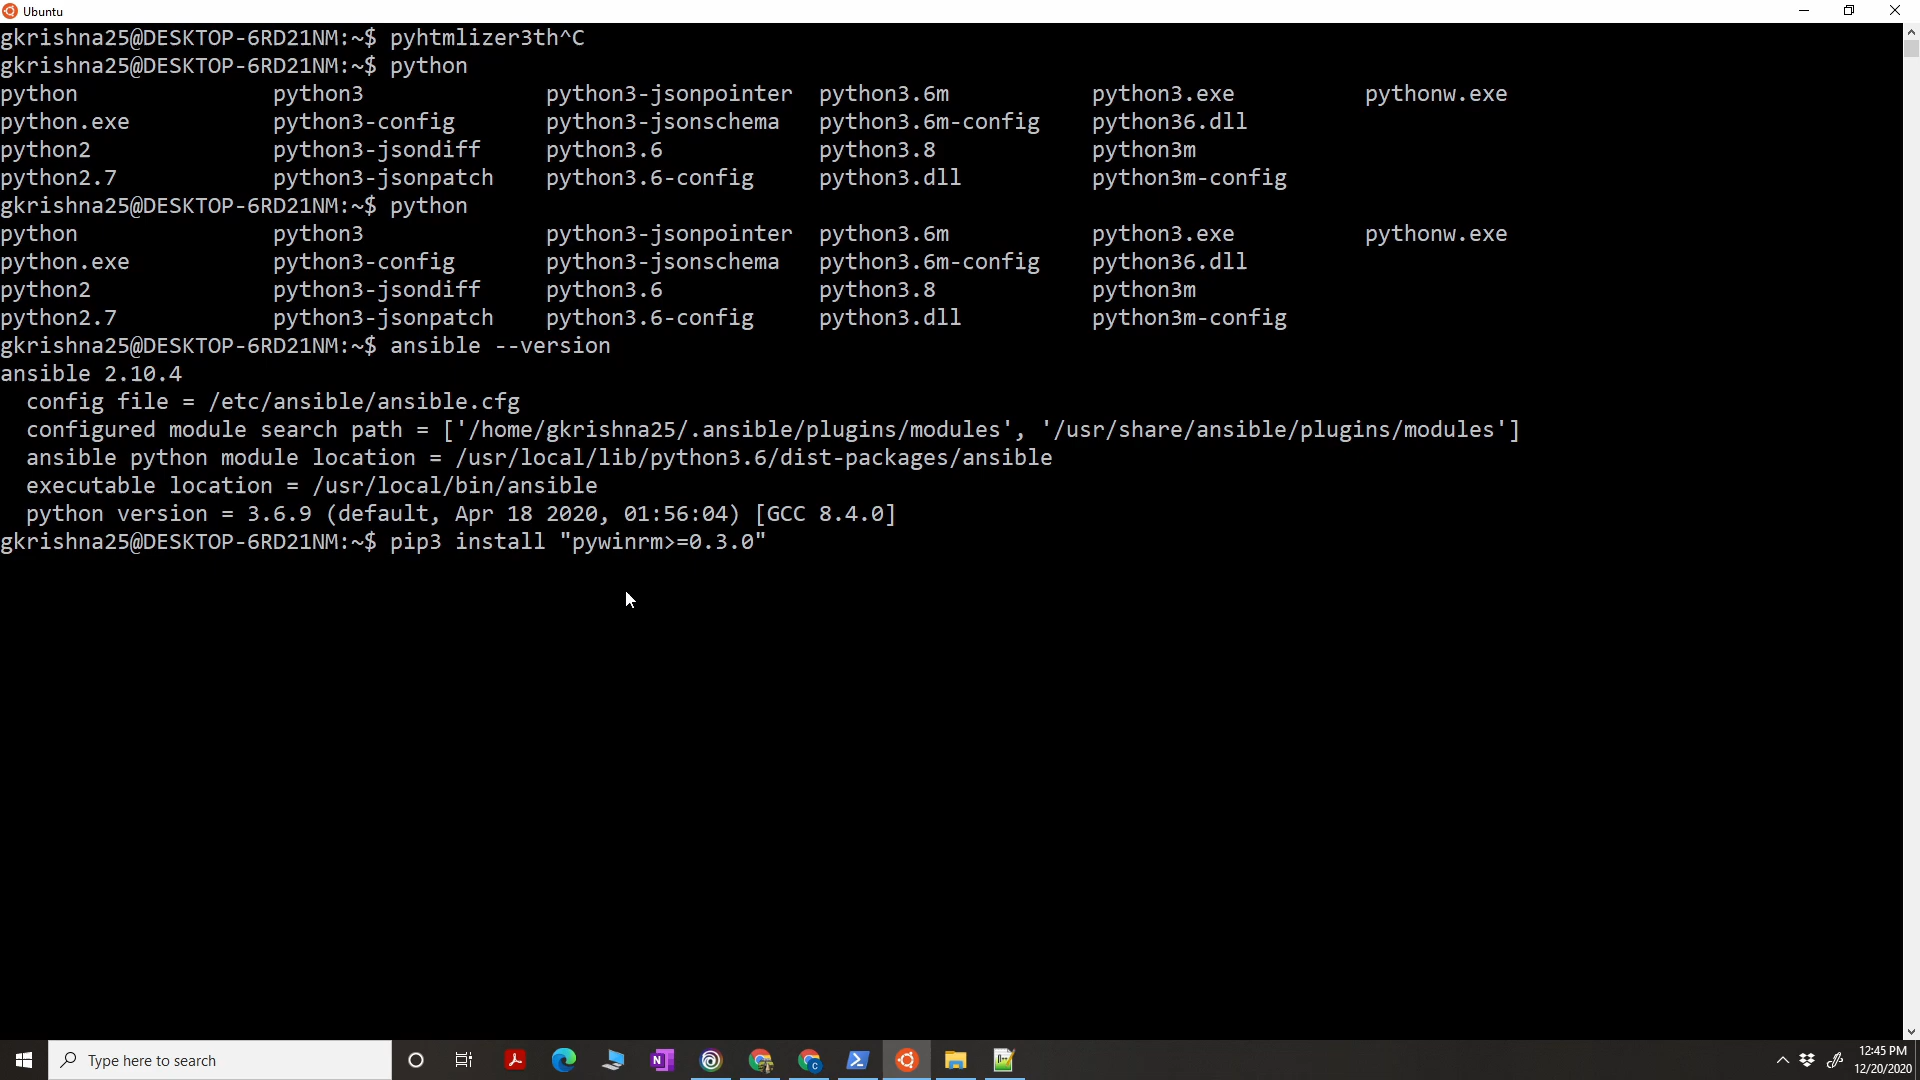 Ubuntu
gkrishna25@DESKTOP-6RD21NM:~$ pyhtmlizer3th^C
gkrishna25@DESKTOP-6RD21NM:~$ python
python python3 python3-jsonpointer python3.6m python3.exe pythonw.exe
python.exe python3-config python3-jsonschema python3.6m-config python36.dll
python2 python3-jsondiff python3.6 python3.8 python3m
python2.7 python3-jsonpatch python3.6-config python3.dll python3m-config
gkrishna25@DESKTOP-6RD21NM:~$ python
python python3 python3-jsonpointer python3.6m python3.exe pythonw.exe
python.exe python3-config python3-jsonschema python3.6m-config python36.dll
python2 python3-jsondiff python3.6 python3.8 python3m
python2.7 python3-jsonpatch python3.6-config python3.dll python3m-config
gkrishna25@DESKTOP-6RD21NM:~$ ansible --version
ansible 2.10.4
  config file = /etc/ansible/ansible.cfg
  configured module search path = ['/home/gkrishna25/.ansible/plugins/modules', '/usr/share/ansible/plugins/modules']
  ansible python module location = /usr/local/lib/python3.6/dist-packages/ansible
  executable location = /usr/local/bin/ansible
  python version = 3.6.9 (default, Apr 18 2020, 01:56:04) [GCC 8.4.0]
gkrishna25@DESKTOP-6RD21NM:~$ pip3 install "pywinrm>=0.3.0"
Type here to search
12:45 PM
12/20/2020